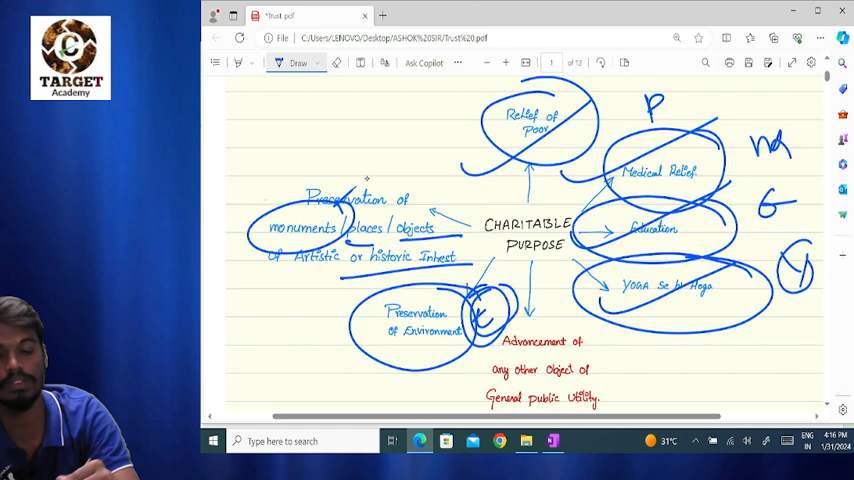 *Trust .pdf
File
C:/Users/LENOVO/Desktop/ASHOK%20SIR/Trust%20.pdf
Draw
Ask Copilot
1
of 13
TARGET
Academy
Relief of
Poor
P
Medical Relief
Preservation of
monuments / places / objects
of Artistic or historic Intrest
CHARITABLE
PURPOSE
Education
E
YOGA Se hi Hoga
Y
Preservation
of Environment
E
Advancement of
any other object of
General public Utility.
Type here to search
31°C
ENG
IN
4:16 PM
1/31/2024